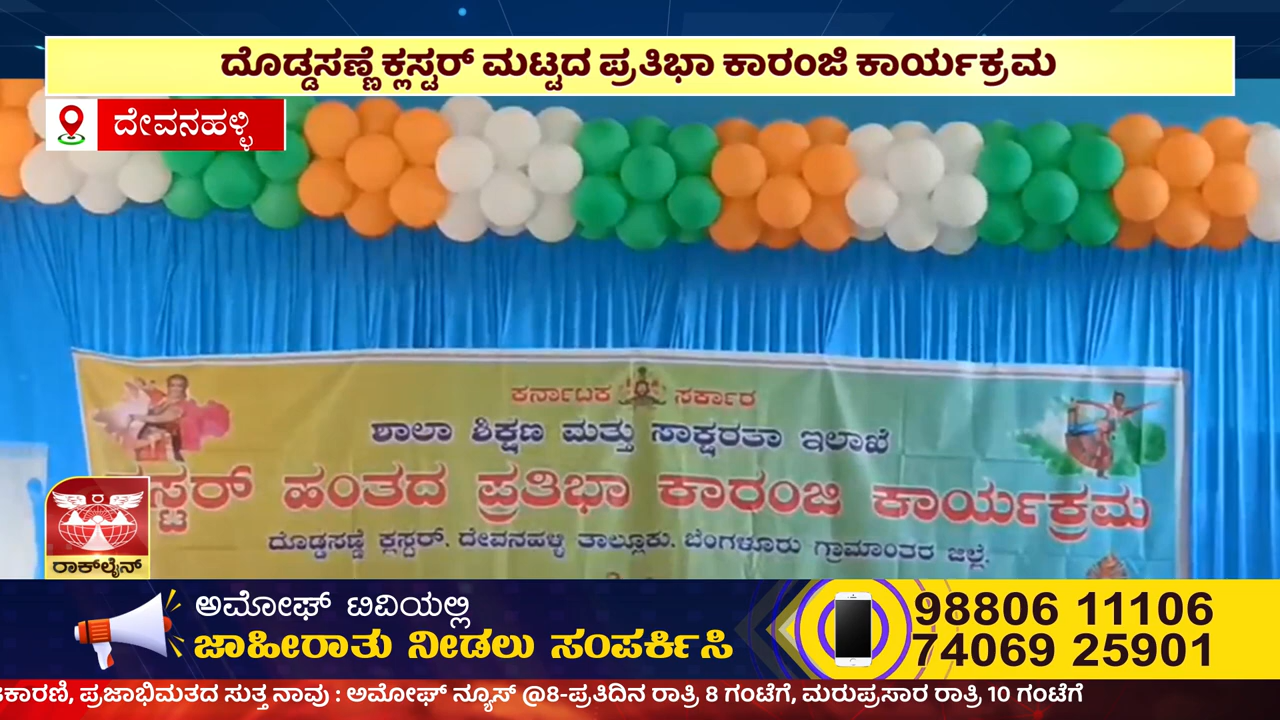 ದೊಡ್ಡಸಣ್ಣೆ ಕ್ಲಸ್ಟರ್ ಮಟ್ಟದ ಪ್ರತಿಭಾ ಕಾರಂಜಿ ಕಾರ್ಯಕ್ರಮ
ದೇವನಹಳ್ಳಿ
ಕರ್ನಾಟಕ ಸರ್ಕಾರ
ಶಾಲಾ ಶಿಕ್ಷಣ ಮತ್ತು ಸಾಕ್ಷರತಾ ಇಲಾಖೆ
ಹಂತದ ಪ್ರತಿಭಾ ಕಾರಂಜಿ ಕಾರ್ಯಕ್ರಮ
ದೊಡ್ಡಸಣ್ಣೆ ಕ್ಲಸ್ಟರ್. ದೇವನಹಳ್ಳಿ ತಾಲ್ಲೂಕು. ಬೆಂಗಳೂರು ಗ್ರಾಮಾಂತರ ಜಿಲ್ಲೆ.
ರಾಕ್‌ಲೈನ್
ಅಮೋಘ್ ಟಿವಿಯಲ್ಲಿ
ಜಾಹೀರಾತು ನೀಡಲು ಸಂಪರ್ಕಿಸಿ
98806 11106
74069 25901
ಪ್ರಜಾಭಿಮತದ ಸುತ್ತ ನಾವು : ಅಮೋಘ್ ನ್ಯೂಸ್ @8-ಪ್ರತಿದಿನ ರಾತ್ರಿ 8 ಗಂಟೆಗೆ, ಮರುಪ್ರಸಾರ ರಾತ್ರಿ 10 ಗಂಟೆಗೆ